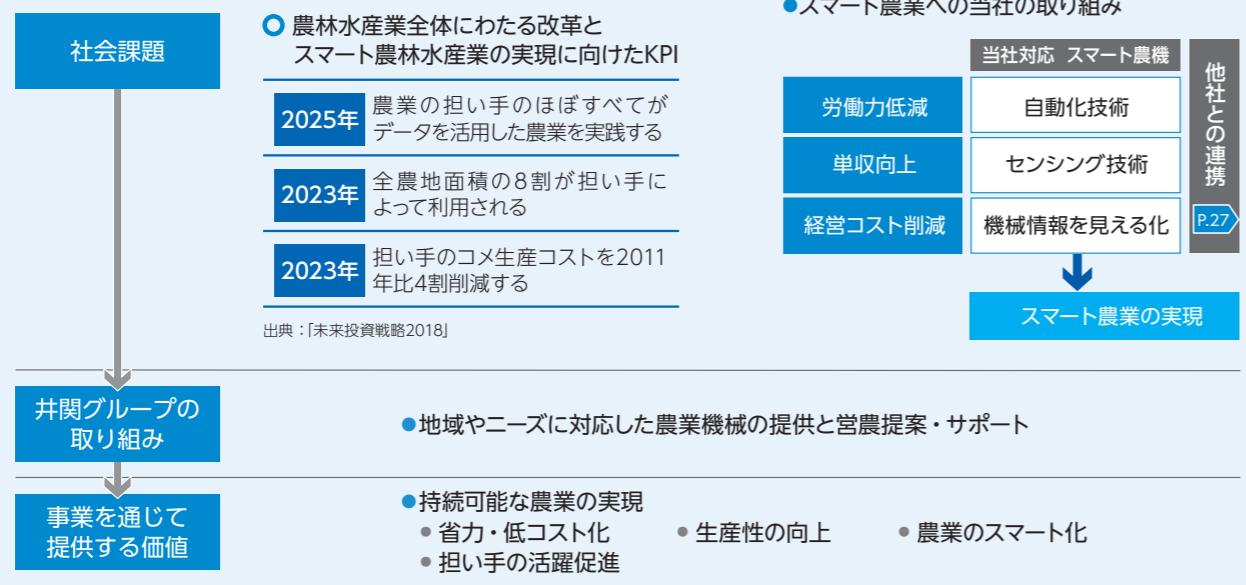 社会課題
農林水産業全体にわたる改革と
スマート農林水産業の実現に向けたKPI
2025年
農業の担い手のほぼすべてが
データを活用した農業を実践する
2023年
全農地面積の8割が担い手に
よって利用される
2023年
担い手のコメ生産コストを2011
年比4割削減する
出典：「未来投資戦略2018」
●スマート農業への当社の取り組み
当社対応 スマート農機
労働力低減
自動化技術
単収向上
センシング技術
経営コスト削減
機械情報を見える化
他社との連携
P.27
スマート農業の実現
井関グループの
取り組み
●地域やニーズに対応した農業機械の提供と営農提案・サポート
事業を通じて
提供する価値
●持続可能な農業の実現
●省力・低コスト化 ●生産性の向上 ●農業のスマート化
●担い手の活躍促進